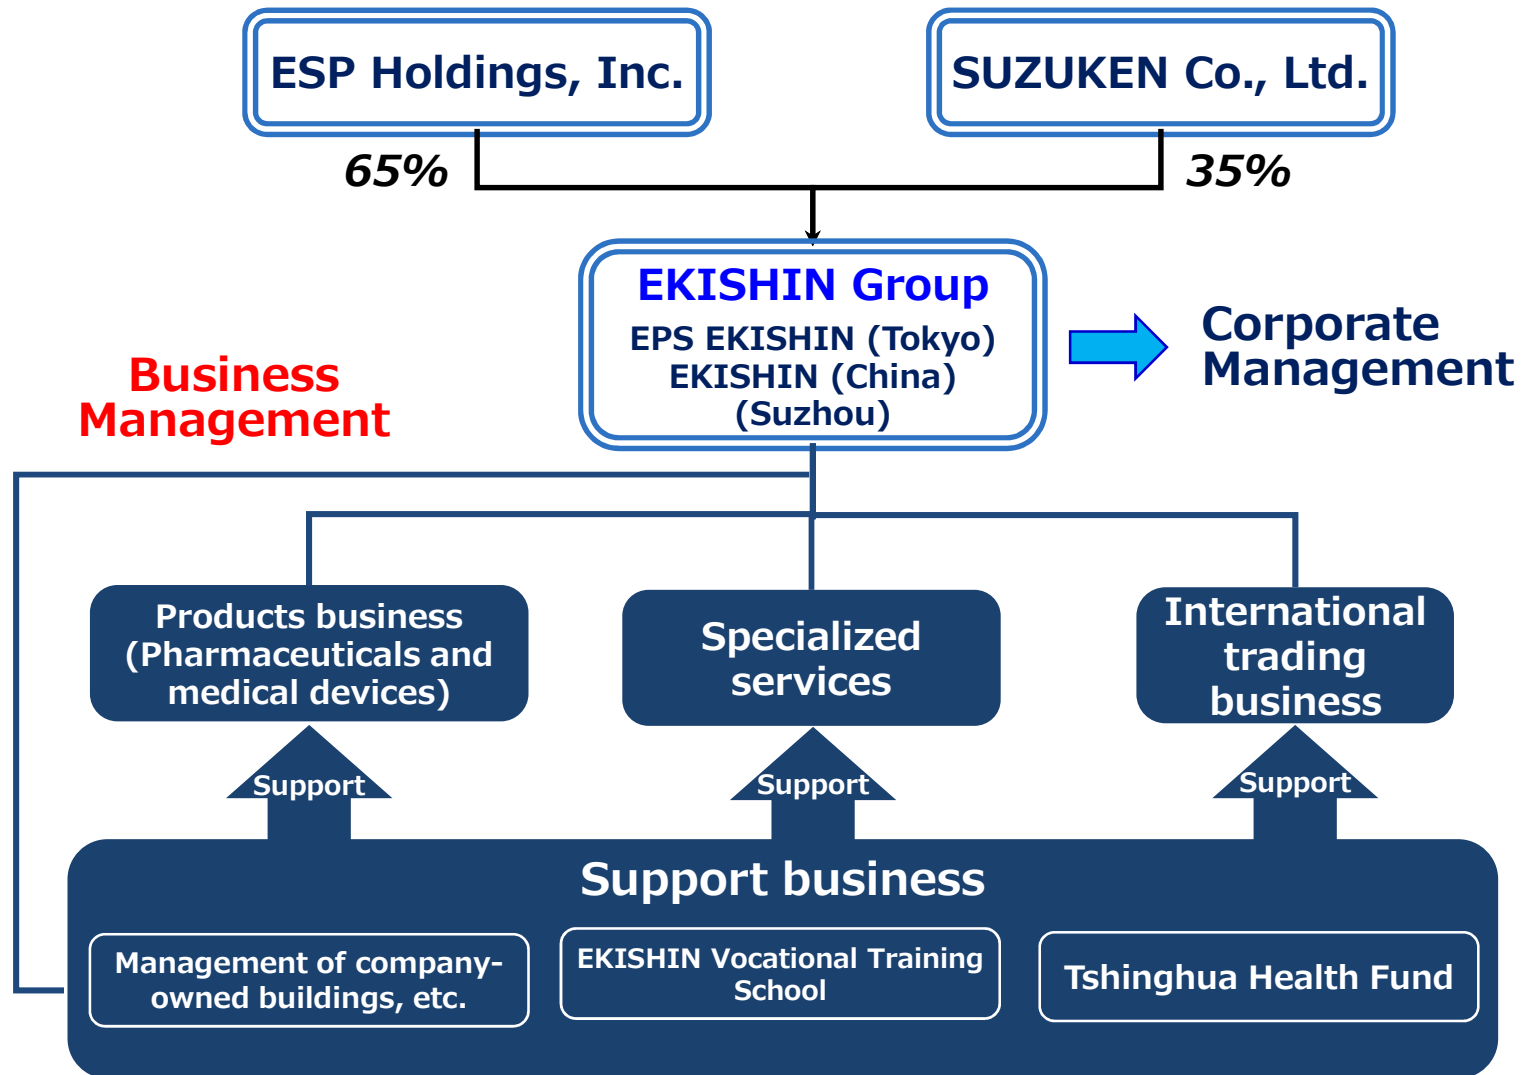 ESP Holdings, Inc.
SUZUKEN Co., Ltd.
65%
35%
EKISHIN Group
EPS EKISHIN (Tokyo)
EKISHIN (China)
(Suzhou)
Corporate
Management
Business
Management
Products business
(Pharmaceuticals and
medical devices)
Specialized
services
International
trading
business
Support
Support
Support
Support business
Management of company-
owned buildings, etc.
EKISHIN Vocational Training
School
Tshinghua Health Fund